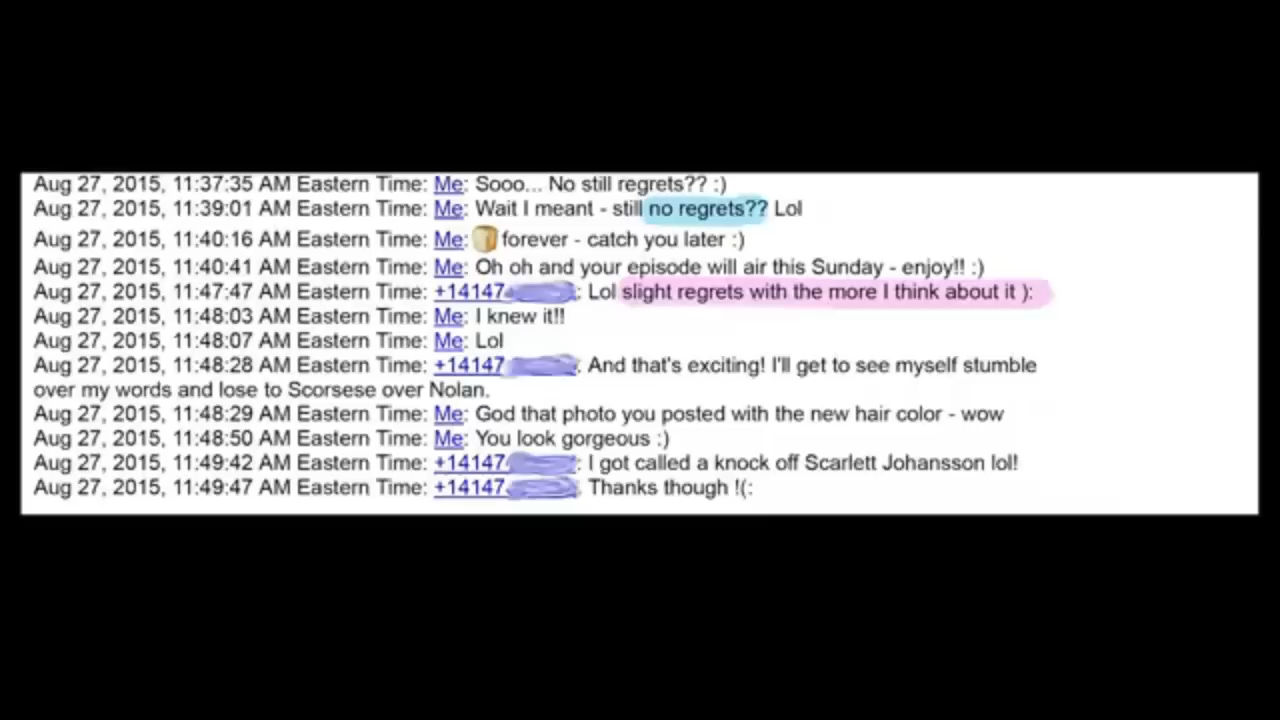 Aug 27, 2015, 11:37:35 AM Eastern Time: Me: Sooo... No still regrets?? :)
Aug 27, 2015, 11:39:01 AM Eastern Time: Me: Wait I meant - still no regrets?? Lol
Aug 27, 2015, 11:40:16 AM Eastern Time: Me: 🍞 forever - catch you later :)
Aug 27, 2015, 11:40:41 AM Eastern Time: Me: Oh oh and your episode will air this Sunday - enjoy!! :)
Aug 27, 2015, 11:47:47 AM Eastern Time: +14147 : Lol slight regrets with the more I think about it ):
Aug 27, 2015, 11:48:03 AM Eastern Time: Me: I knew it!!
Aug 27, 2015, 11:48:07 AM Eastern Time: Me: Lol
Aug 27, 2015, 11:48:28 AM Eastern Time: +14147 : And that's exciting! I'll get to see myself stumble
over my words and lose to Scorsese over Nolan.
Aug 27, 2015, 11:48:29 AM Eastern Time: Me: God that photo you posted with the new hair color - wow
Aug 27, 2015, 11:48:50 AM Eastern Time: Me: You look gorgeous :)
Aug 27, 2015, 11:49:42 AM Eastern Time: +14147 : I got called a knock off Scarlett Johansson lol!
Aug 27, 2015, 11:49:47 AM Eastern Time: +14147 : Thanks though !(: